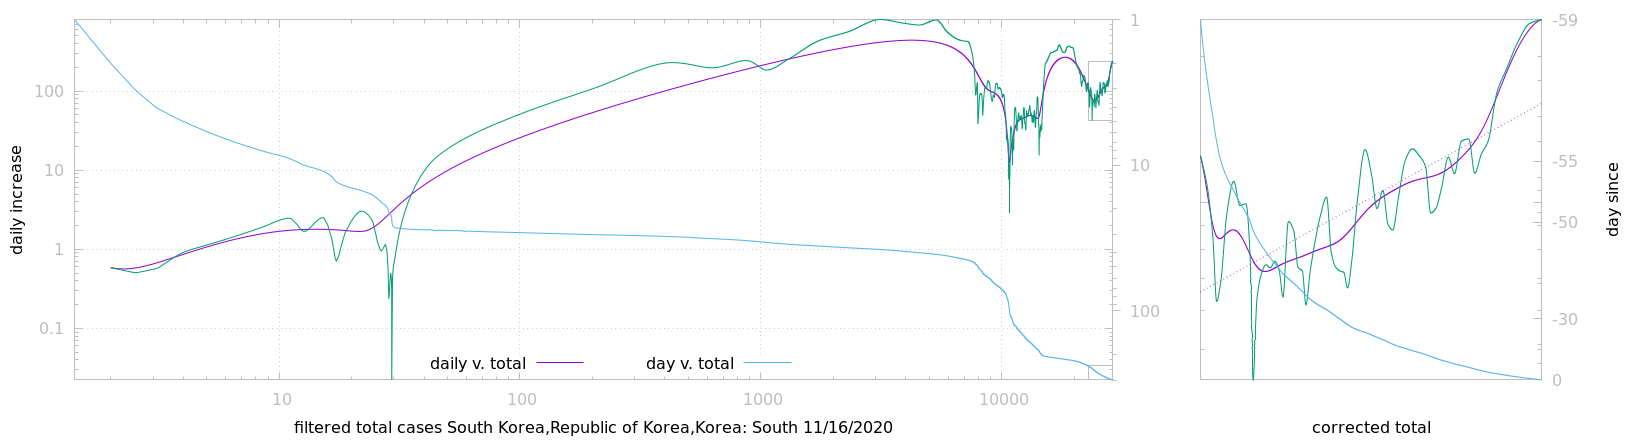 daily increase
100
10
1
0.1
1
10
100
10
100
1000
10000
daily v. total
day v. total
filtered total cases South Korea,Republic of Korea,Korea: South 11/16/2020
-59
-55
-50
-30
0
day since
corrected total